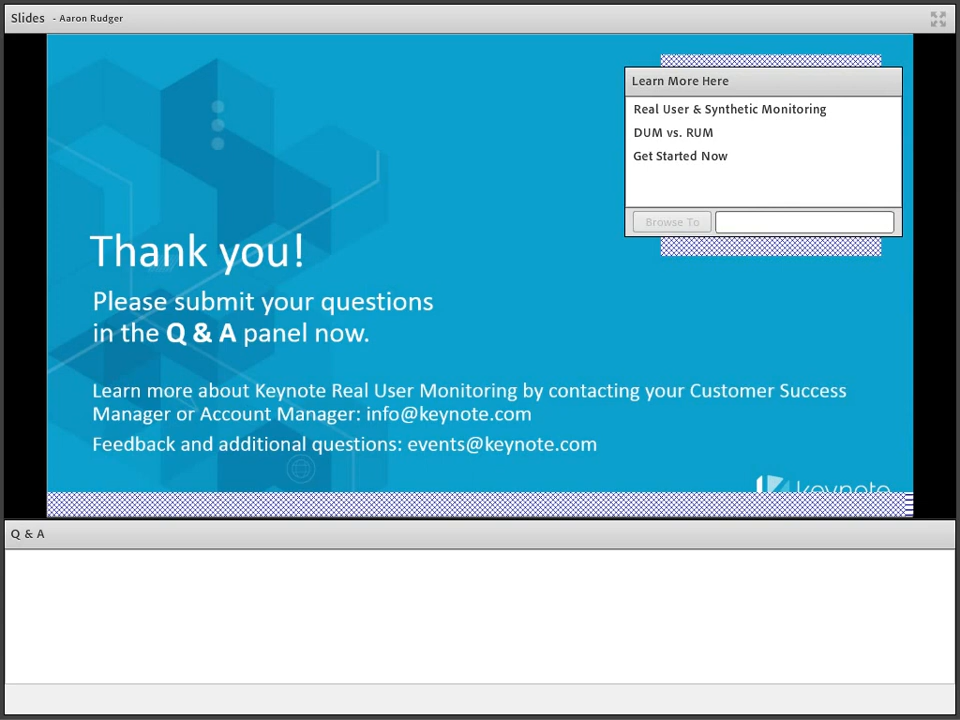 Slides - Aaron Rudger
Learn More Here
Real User & Synthetic Monitoring
DUM vs. RUM
Get Started Now
Browse To
Thank you!
Please submit your questions
in the Q & A panel now.
Learn more about Keynote Real User Monitoring by contacting your Customer Success
Manager or Account Manager: info@keynote.com
Feedback and additional questions: events@keynote.com
keynote
Q & A